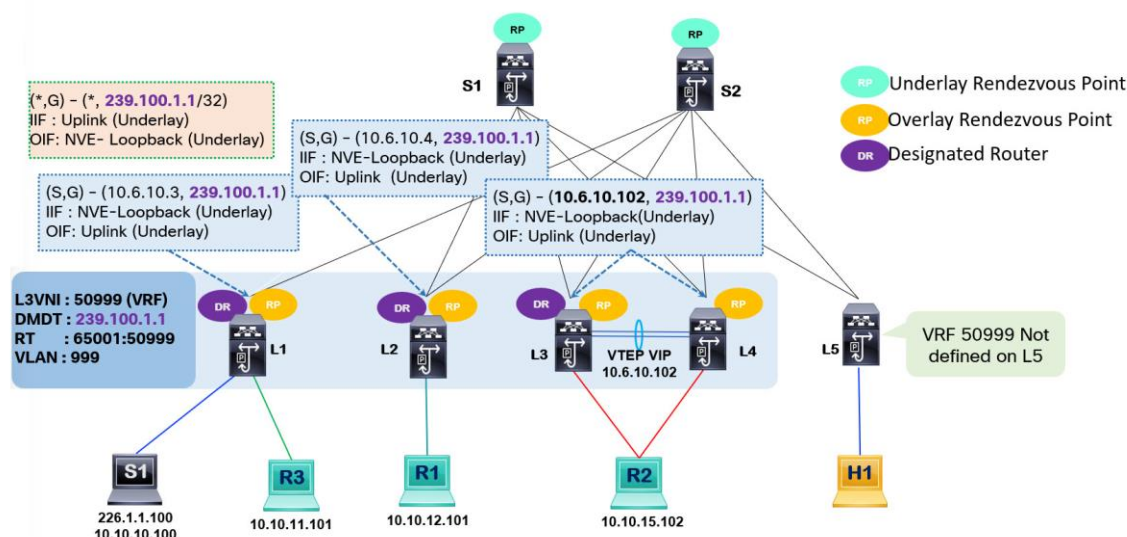 RP
RP
S1
S2
RP Underlay Rendezvous Point
RP Overlay Rendezvous Point
DR Designated Router
(*,G) – (*, 239.100.1.1/32)
IIF : Uplink (Underlay)
OIF: NVE- Loopback (Underlay)
(S,G) – (10.6.10.4, 239.100.1.1)
IIF : NVE-Loopback (Underlay)
OIF: Uplink (Underlay)
(S,G) – (10.6.10.3, 239.100.1.1)
IIF : NVE-Loopback (Underlay)
OIF: Uplink (Underlay)
(S,G) – (10.6.10.102, 239.100.1.1)
IIF : NVE-Loopback(Underlay)
OIF: Uplink (Underlay)
L3VNI : 50999 (VRF)
DMDT : 239.100.1.1
RT : 65001:50999
VLAN : 999
DR RP
L1
DR RP
L2
DR RP
L3
RP
L4
VTEP VIP
10.6.10.102
L5
VRF 50999 Not
defined on L5
S1
226.1.1.100
10.10.10.100
R3
10.10.11.101
R1
10.10.12.101
R2
10.10.15.102
H1